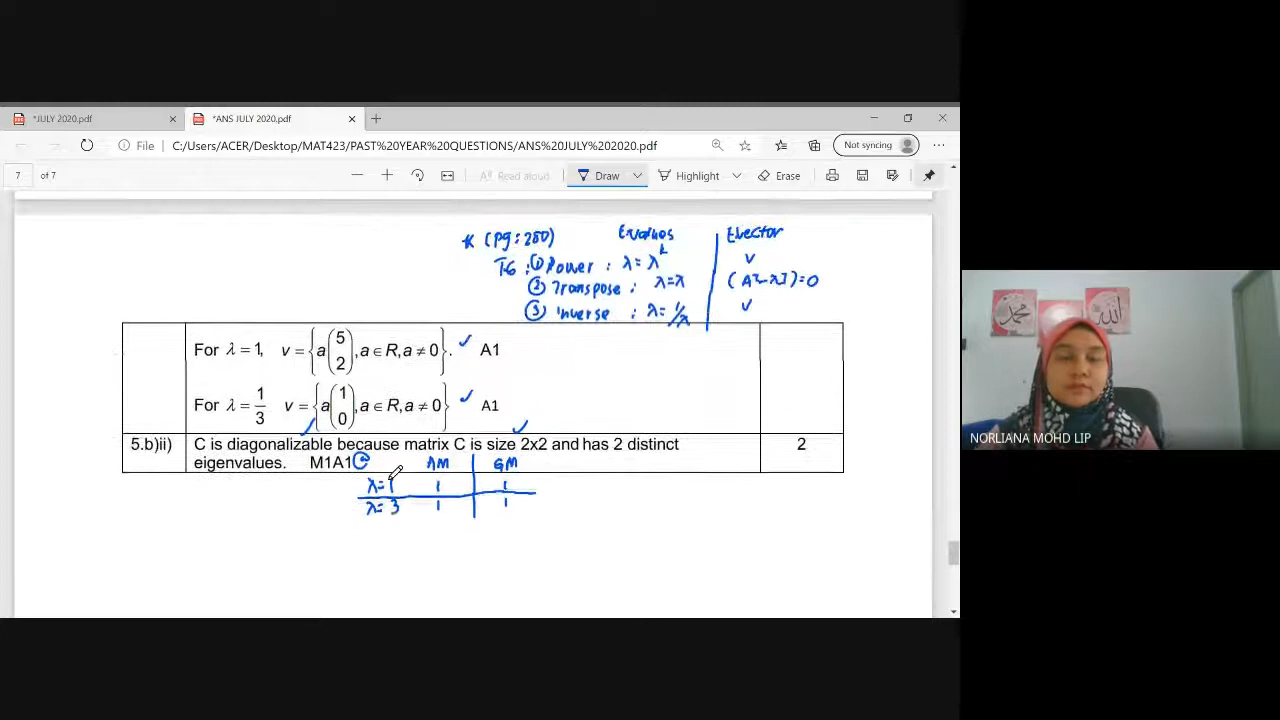 *JULY 2020.pdf
*ANS JULY 2020.pdf
File C:/Users/ACER/Desktop/MAT423/PAST%20YEAR%20QUESTIONS/ANS%20JULY%202020.pdf
Not syncing
7 of 7
Read aloud
Draw
Highlight
Erase
* (Pg: 280) Evalues Evector
T6: ① Power : λ = λ^k v
② Transpose : λ = λ (A^T - λI) = 0
③ Inverse : λ = 1/λ v
For λ = 1, v = {a(5 2), a ∈ R, a ≠ 0}. ✓ A1
For λ = 1/3 v = {a(1 0), a ∈ R, a ≠ 0} ✓ A1
5.b)ii) C is diagonalizable because matrix C is size 2x2 and has 2 distinct 2
eigenvalues. M1A1
AM GM
λ = 1 1 1
λ = 3 1 1
NORLIANA MOHD LIP
محمد
الله